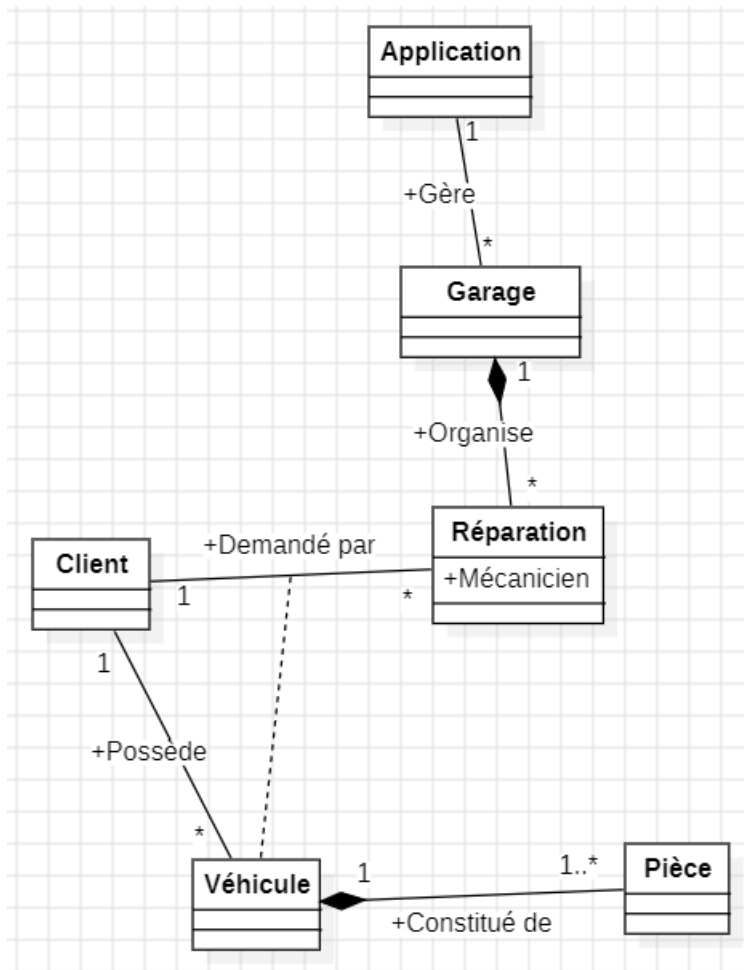 Application
1
+Gère
*
Garage
1
+Organise
*
Réparation
+Mécanicien
+Demandé par
Client
1
*
1
+Possède
*
Véhicule
1
1..*
Pièce
+Constitué de